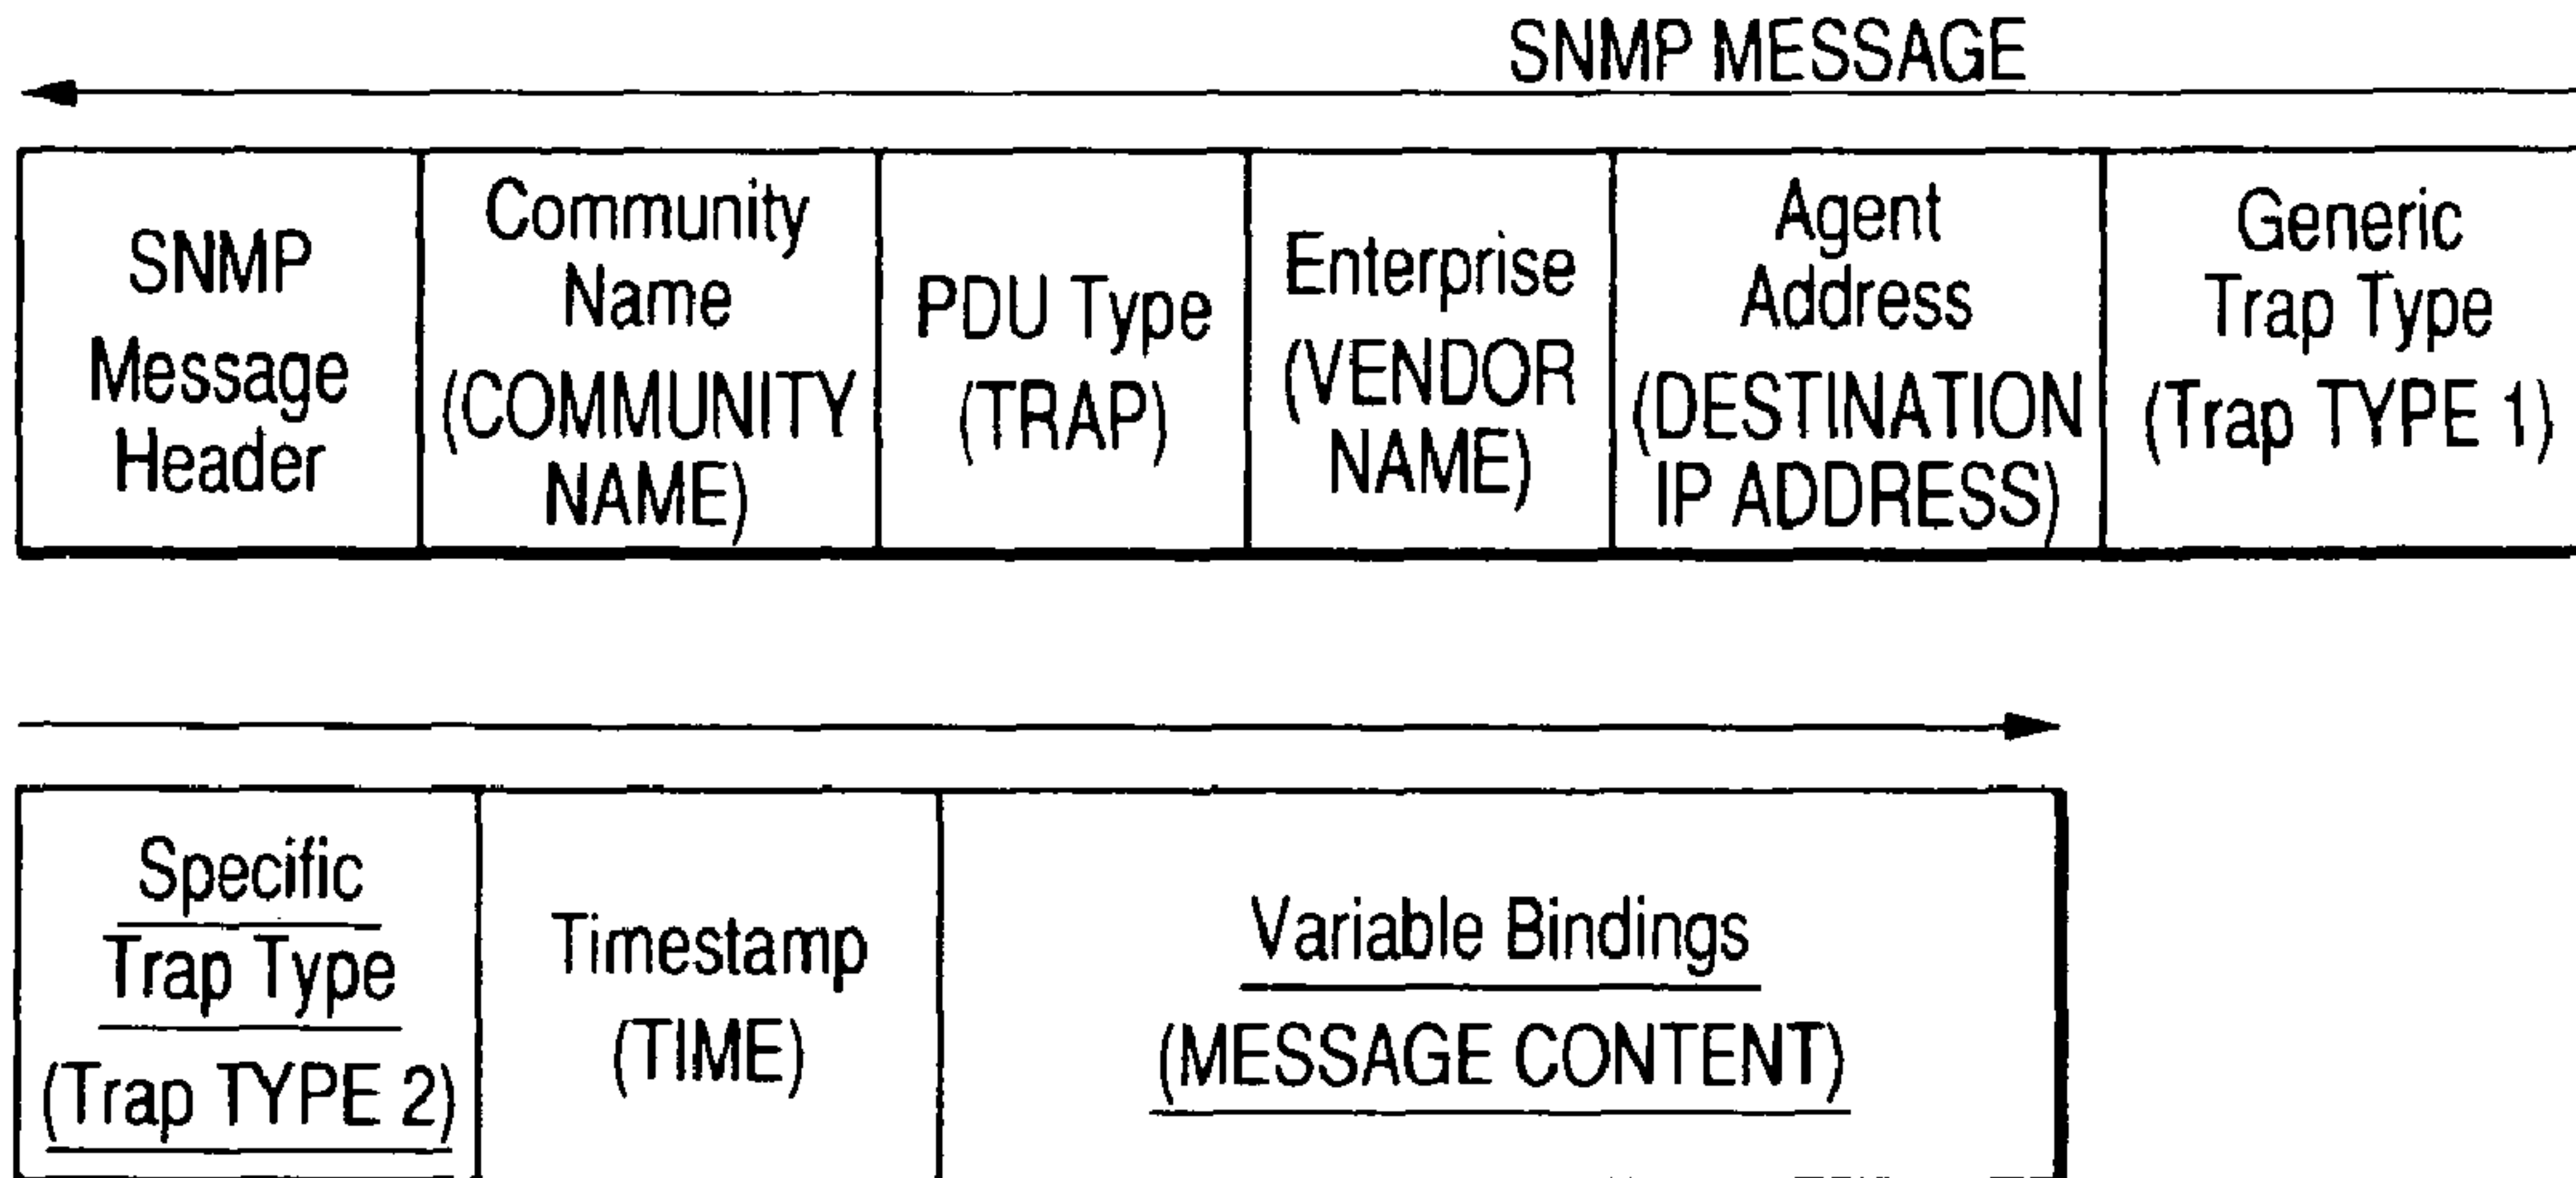 SNMP MESSAGE
SNMP
Message
Header
Community
Name
(COMMUNITY
NAME)
PDU Type
(TRAP)
Enterprise
(VENDOR
NAME)
Agent
Address
(DESTINATION
IP ADDRESS)
Generic
Trap Type
(Trap TYPE 1)
Specific
Trap Type
(Trap TYPE 2)
Timestamp
(TIME)
Variable Bindings
(MESSAGE CONTENT)